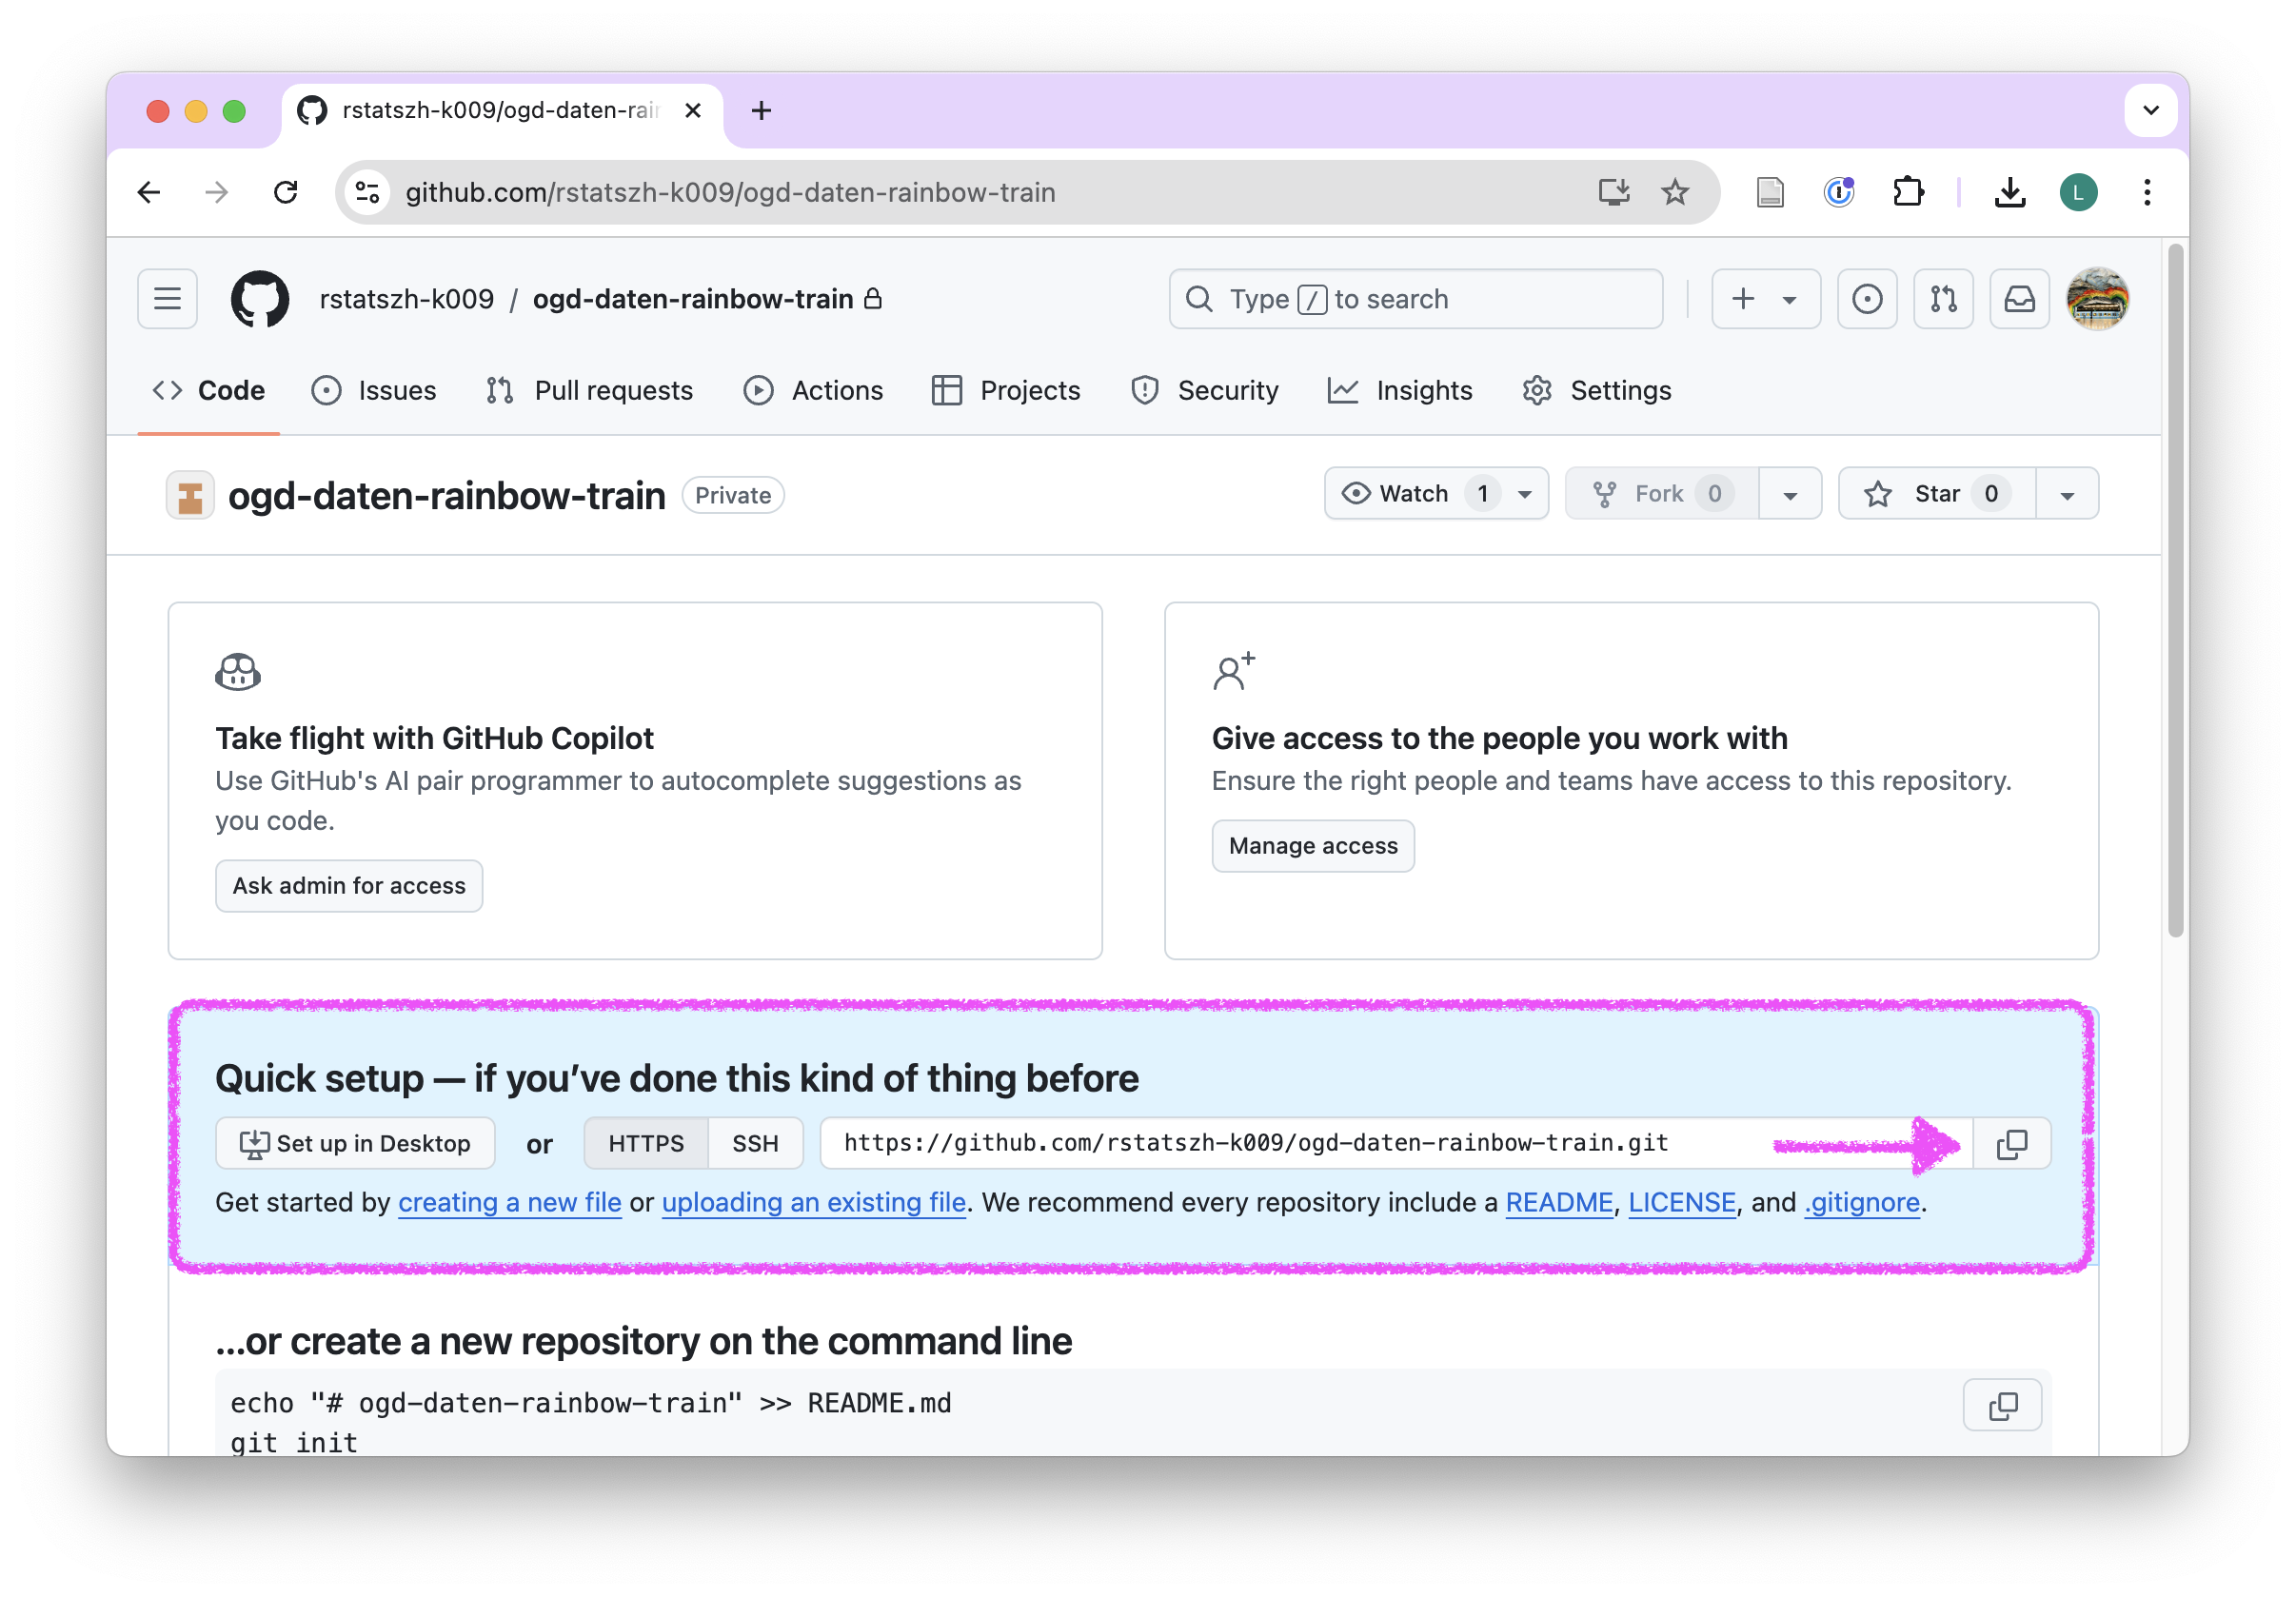 rstatszh-k009/ogd-daten-rai
github.com/rstatszh-k009/ogd-daten-rainbow-train
L
rstatszh-k009 / ogd-daten-rainbow-train
Type / to search
Code Issues Pull requests Actions Projects Security Insights Settings
ogd-daten-rainbow-train Private
Watch 1 Fork 0 Star 0
Take flight with GitHub Copilot
Use GitHub's AI pair programmer to autocomplete suggestions as
you code.
Ask admin for access
Give access to the people you work with
Ensure the right people and teams have access to this repository.
Manage access
Quick setup — if you’ve done this kind of thing before
Set up in Desktop or HTTPS SSH https://github.com/rstatszh-k009/ogd-daten-rainbow-train.git
Get started by creating a new file or uploading an existing file. We recommend every repository include a README, LICENSE, and .gitignore.
...or create a new repository on the command line
echo "# ogd-daten-rainbow-train" >> README.md
git init